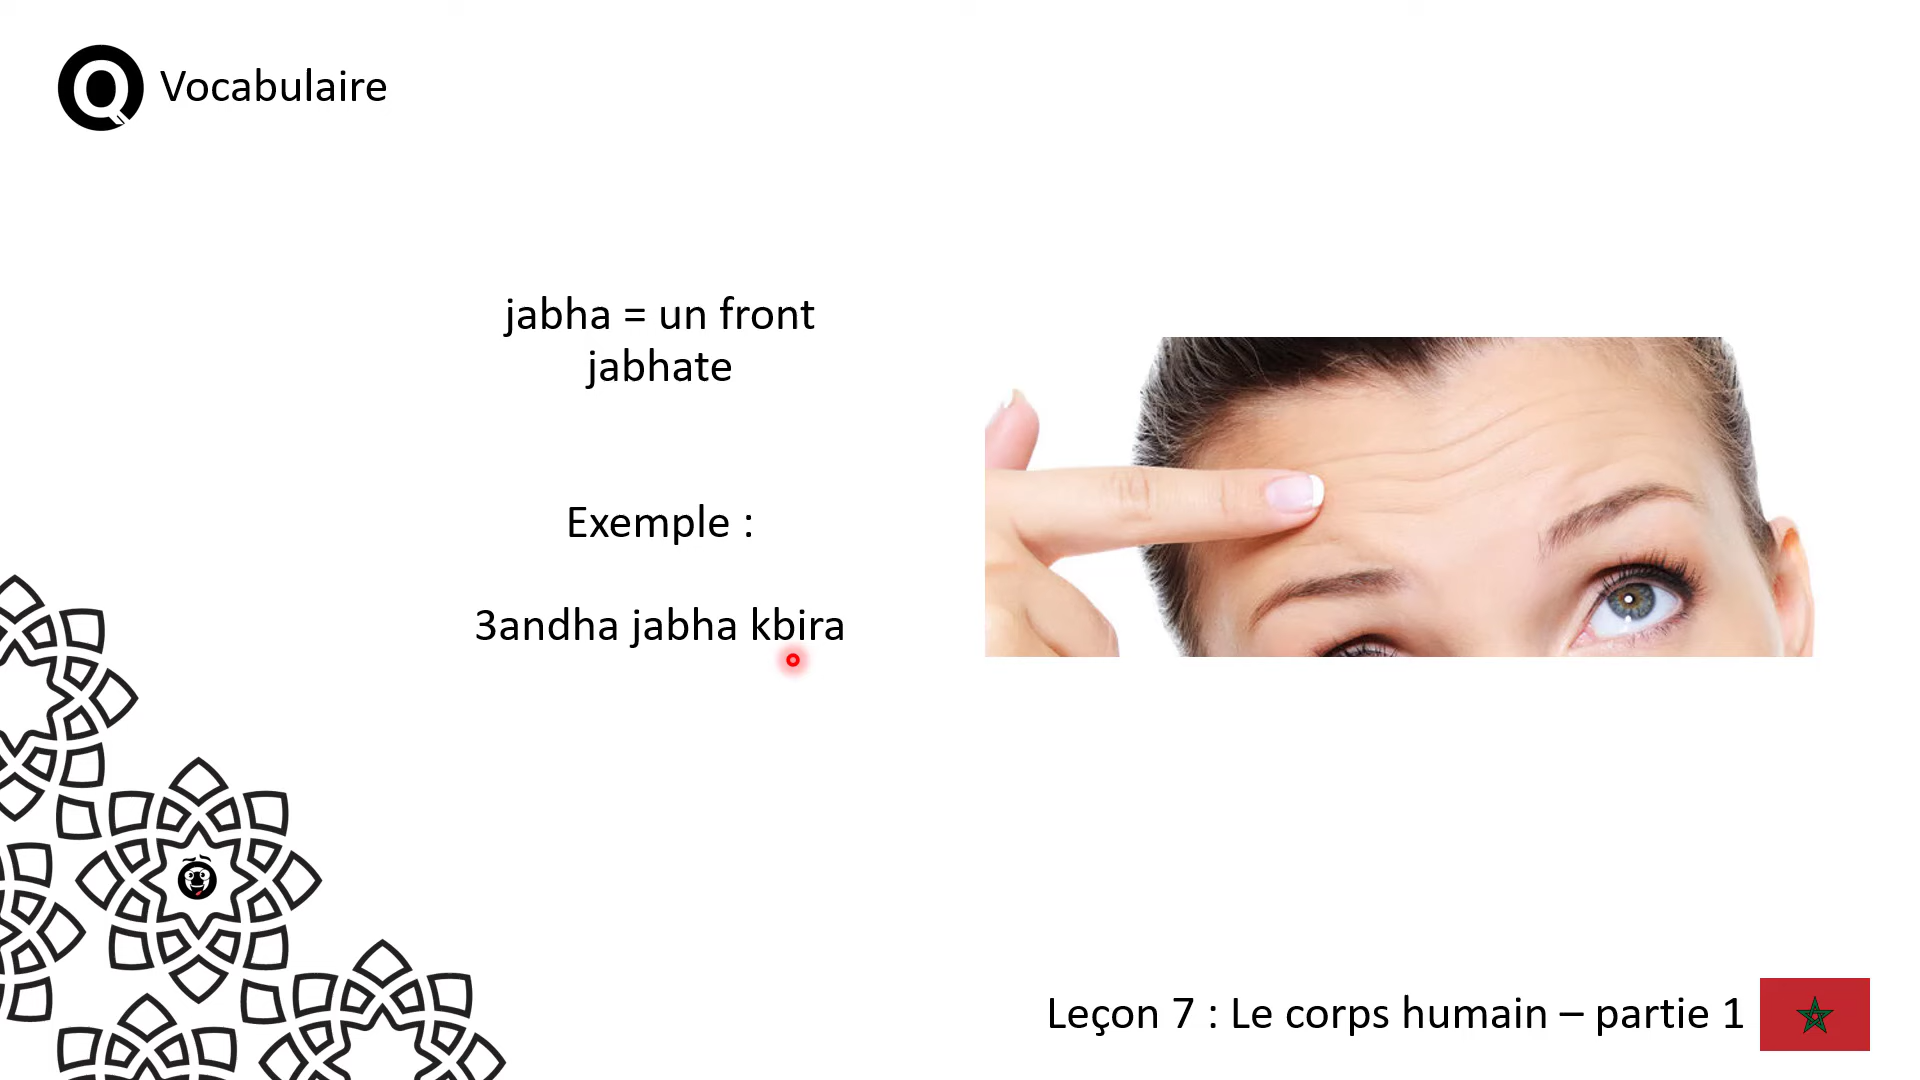 Q Vocabulaire
jabha = un front
jabhate
Exemple :
3andha jabha kbira
Leçon 7 : Le corps humain – partie 1